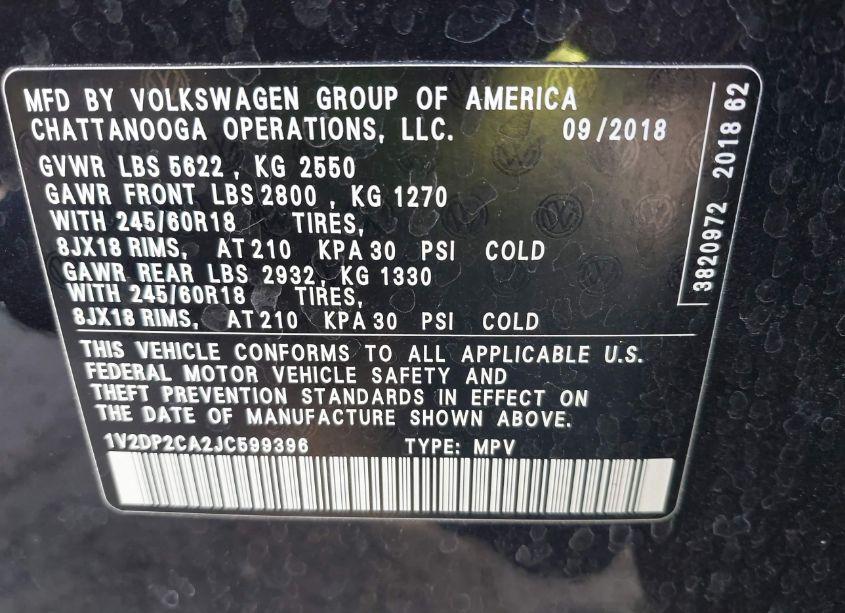 MFD BY VOLKSWAGEN GROUP OF AMERICA
CHATTANOOGA OPERATIONS, LLC. 09/2018
GVWR LBS 5622, KG 2550
GAWR FRONT LBS 2800, KG 1270
WITH 245/60R18 TIRES,
8JX18 RIMS, AT 210 KPA 30 PSI COLD
GAWR REAR LBS 2932, KG 1330
WITH 245/60R18 TIRES,
8JX18 RIMS, AT 210 KPA 30 PSI COLD
THIS VEHICLE CONFORMS TO ALL APPLICABLE U.S.
FEDERAL MOTOR VEHICLE SAFETY AND
THEFT PREVENTION STANDARDS IN EFFECT ON
THE DATE OF MANUFACTURE SHOWN ABOVE.
1V2DP2CA2JC599396 TYPE: MPV
3820972 2018 62